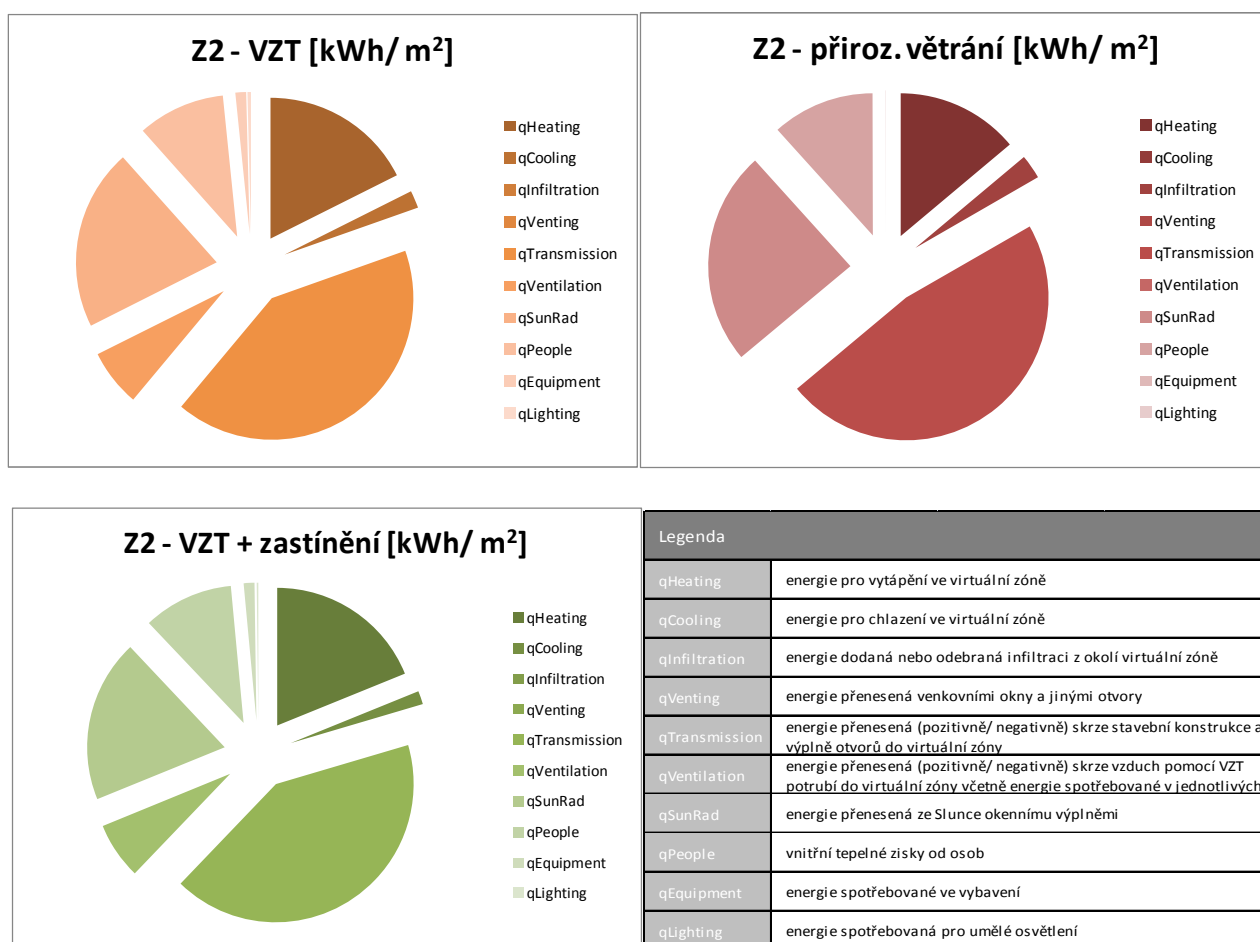 Z2 - VZT [kWh/ m²]
qHeating
qCooling
qInfiltration
qVenting
qTransmission
qVentilation
qSunRad
qPeople
qEquipment
qLighting
Z2 - přiroz. větrání [kWh/ m²]
qHeating
qCooling
qInfiltration
qVenting
qTransmission
qVentilation
qSunRad
qPeople
qEquipment
qLighting
Z2 - VZT + zastínění [kWh/ m²]
qHeating
qCooling
qInfiltration
qVenting
qTransmission
qVentilation
qSunRad
qPeople
qEquipment
qLighting
Legenda
qHeating energie pro vytápění ve virtuální zóně
qCooling energie pro chlazení ve virtuální zóně
qInfiltration energie dodaná nebo odebraná infiltraci z okolí virtuální zóně
qVenting energie přenesená venkovními okny a jinými otvory
qTransmission energie přenesená (pozitivně/ negativně) skrze stavební konstrukce a
výplně otvorů do virtuální zóny
qVentilation energie přenesená (pozitivně/ negativně) skrze vzduch pomocí VZT
potrubí do virtuální zóny včetně energie spotřebované v jednotlivých
qSunRad energie přenesená ze Slunce okennímu výplněmi
qPeople vnitřní tepelné zisky od osob
qEquipment energie spotřebované ve vybavení
qLighting energie spotřebovaná pro umělé osvětlení